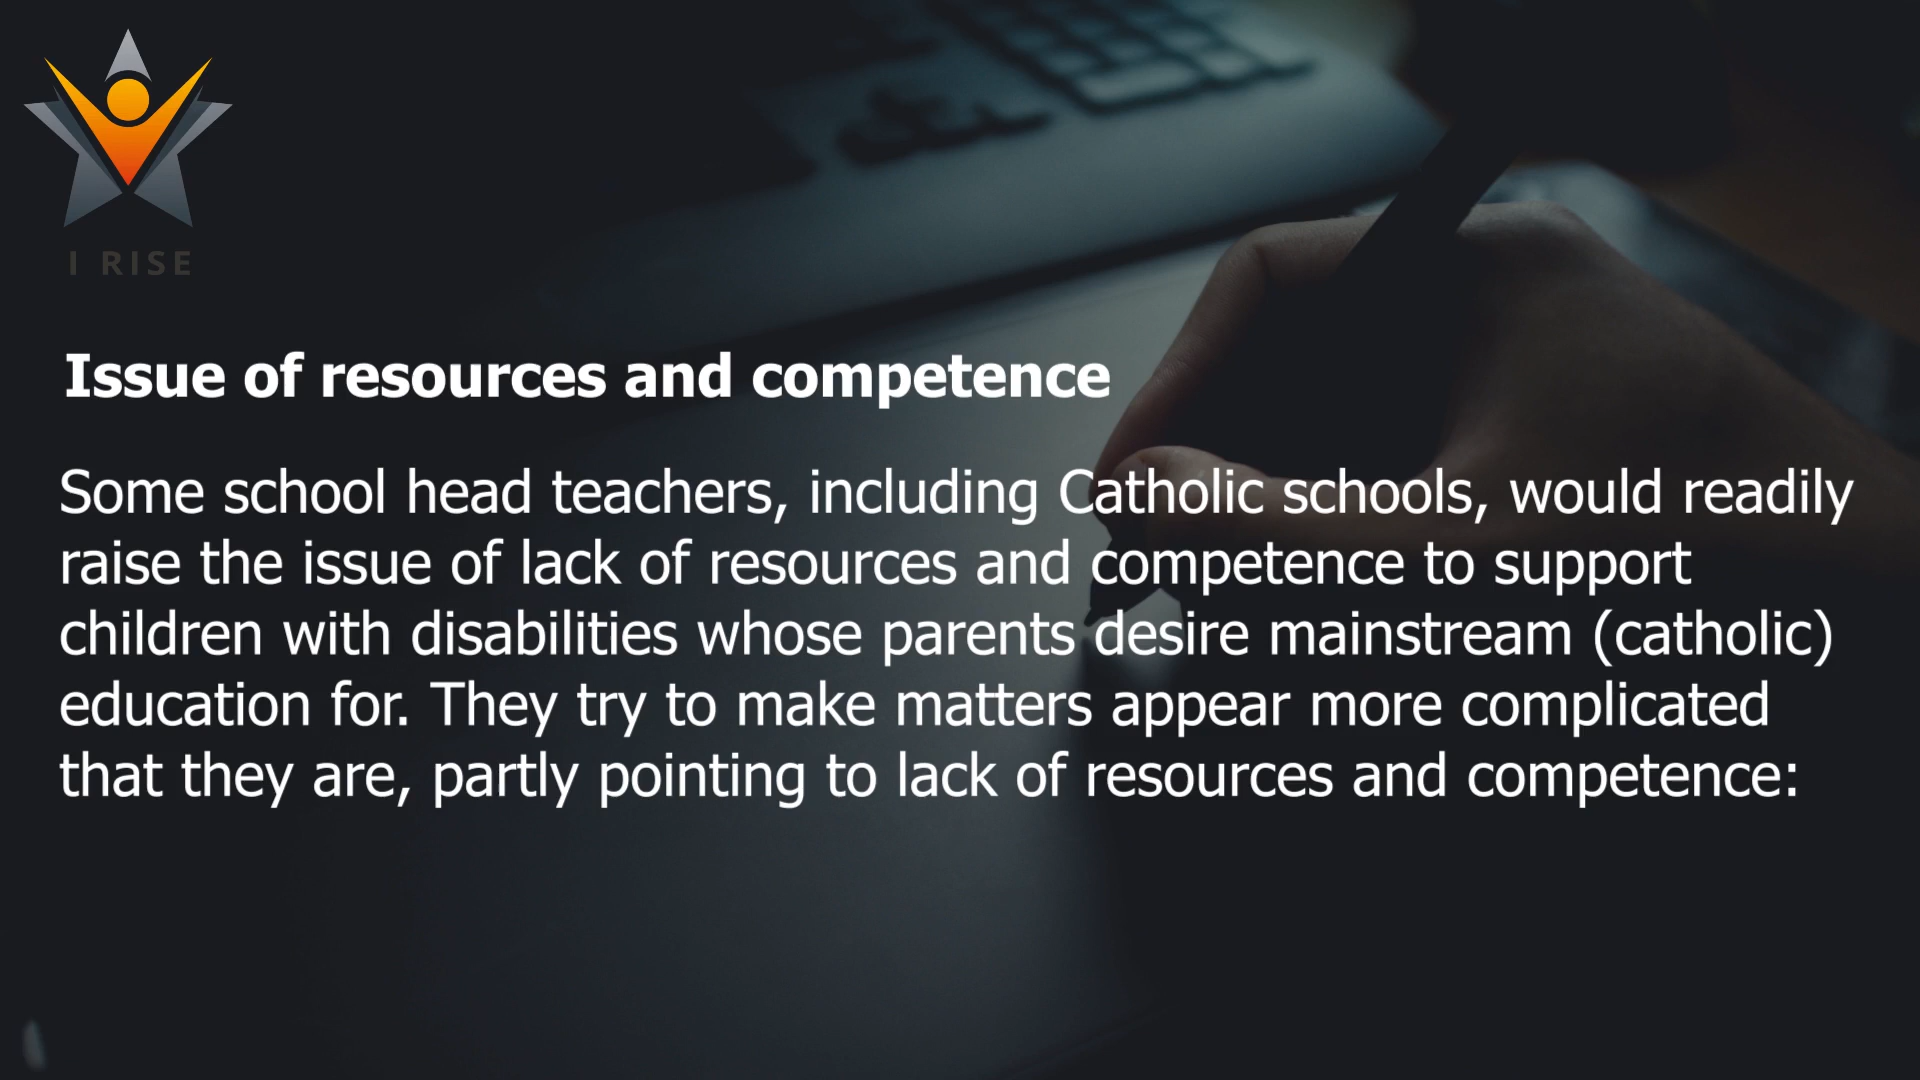 I RISE
Issue of resources and competence
Some school head teachers, including Catholic schools, would readily
raise the issue of lack of resources and competence to support
children with disabilities whose parents desire mainstream (catholic)
education for. They try to make matters appear more complicated
that they are, partly pointing to lack of resources and competence: